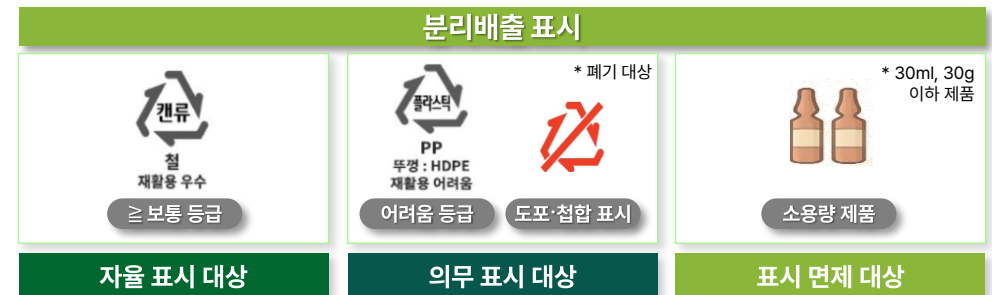 분리배출 표시
캔류
철
재활용 우수
≧ 보통 등급
자율 표시 대상
* 폐기 대상
플라스틱
PP
뚜껑 : HDPE
재활용 어려움
어려움 등급
도포·첩합 표시
의무 표시 대상
* 30ml, 30g
이하 제품
소용량 제품
표시 면제 대상